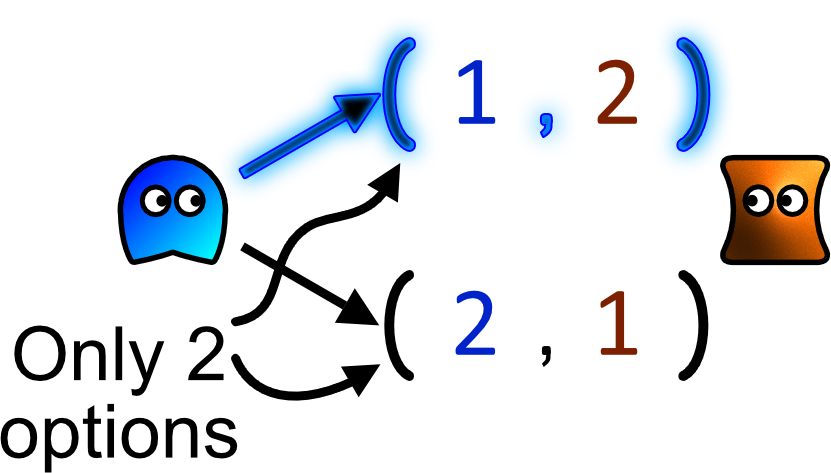 ( 1 , 2 )
( 2 , 1 )
Only 2
options